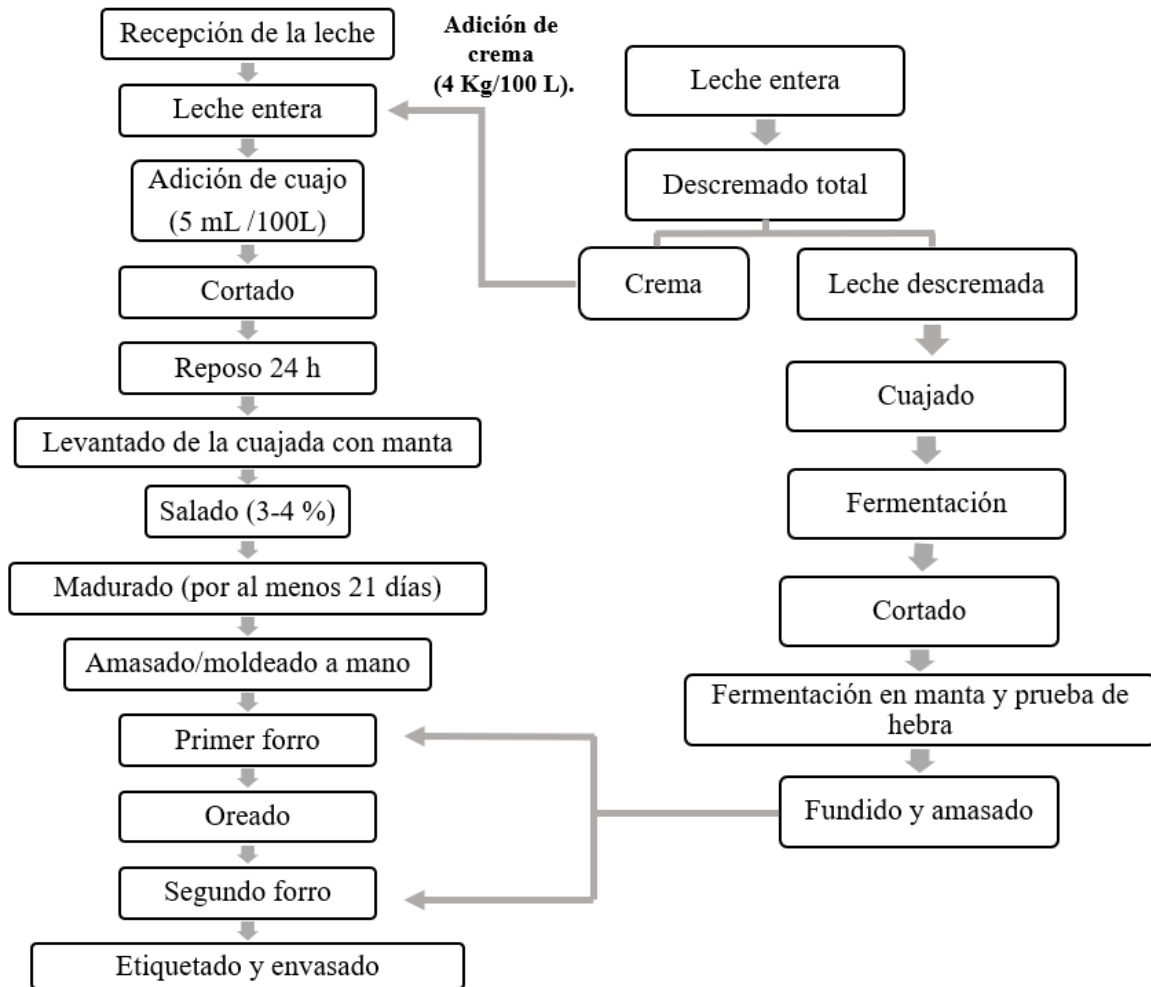 Recepción de la leche
Leche entera
Adición de cuajo
(5 mL /100L)
Cortado
Reposo 24 h
Levantado de la cuajada con manta
Salado (3-4 %)
Madurado (por al menos 21 días)
Amasado/moldeado a mano
Primer forro
Oreado
Segundo forro
Etiquetado y envasado
Adición de
crema
(4 Kg/100 L).
Leche entera
Descremado total
Crema
Leche descremada
Cuajado
Fermentación
Cortado
Fermentación en manta y prueba de
hebra
Fundido y amasado